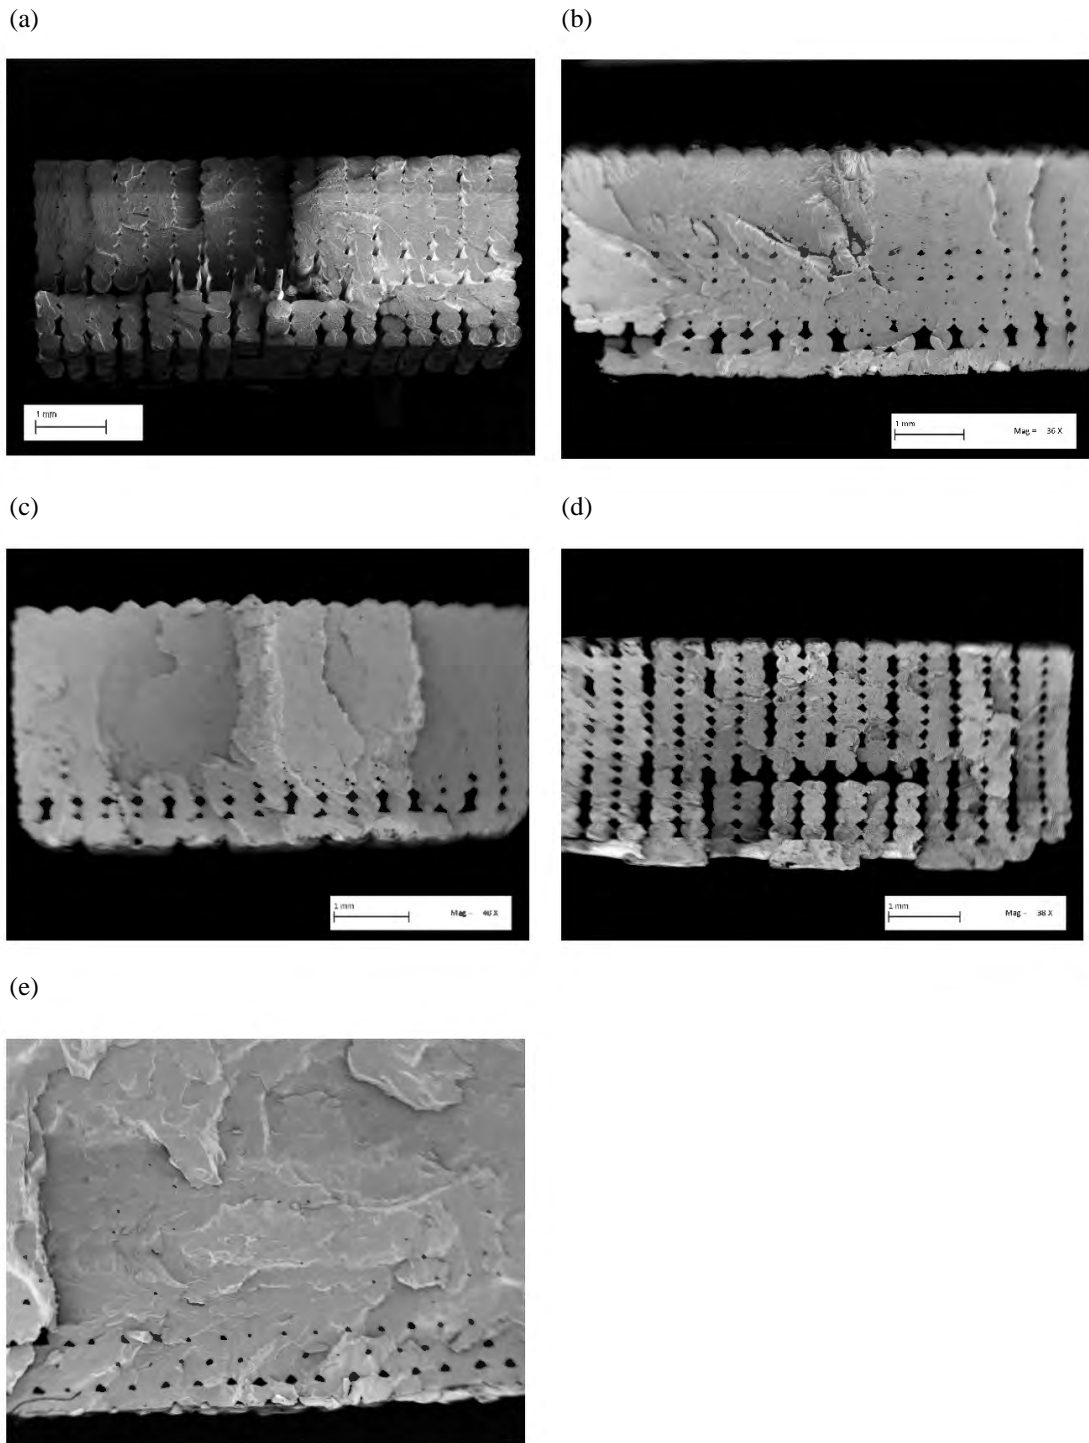 (a)
(b)
1 mm
1 mm
Mag = 36 X
(c)
(d)
1 mm
Mag = 40 X
1 mm
Mag = 38 X
(e)